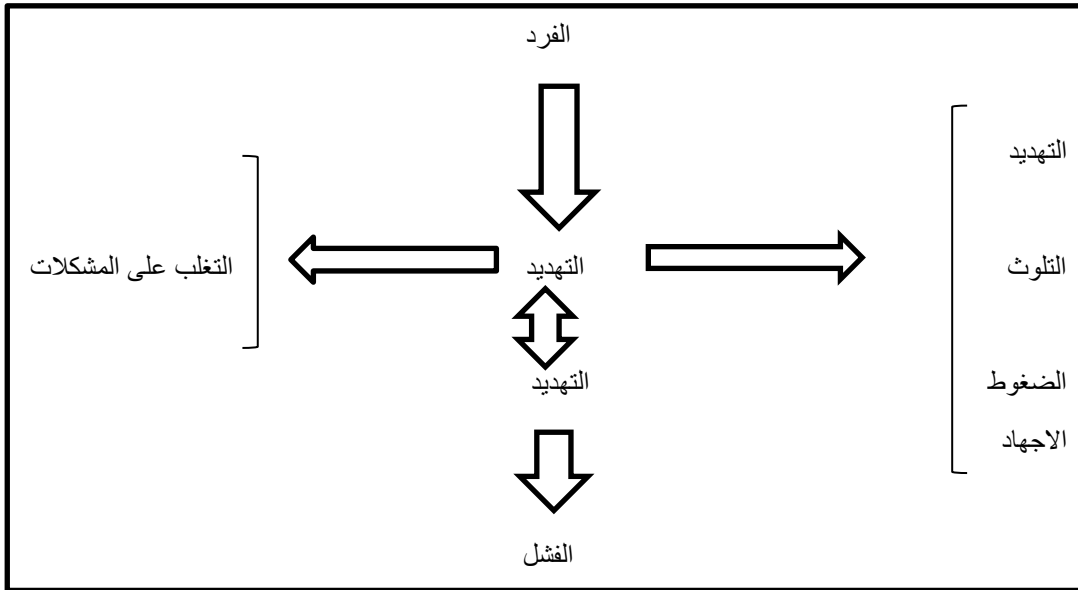 الفرد
التهديد
التلوث
التهديد
التغلب على المشكلات
الضغوط
التهديد
الاجهاد
الفشل